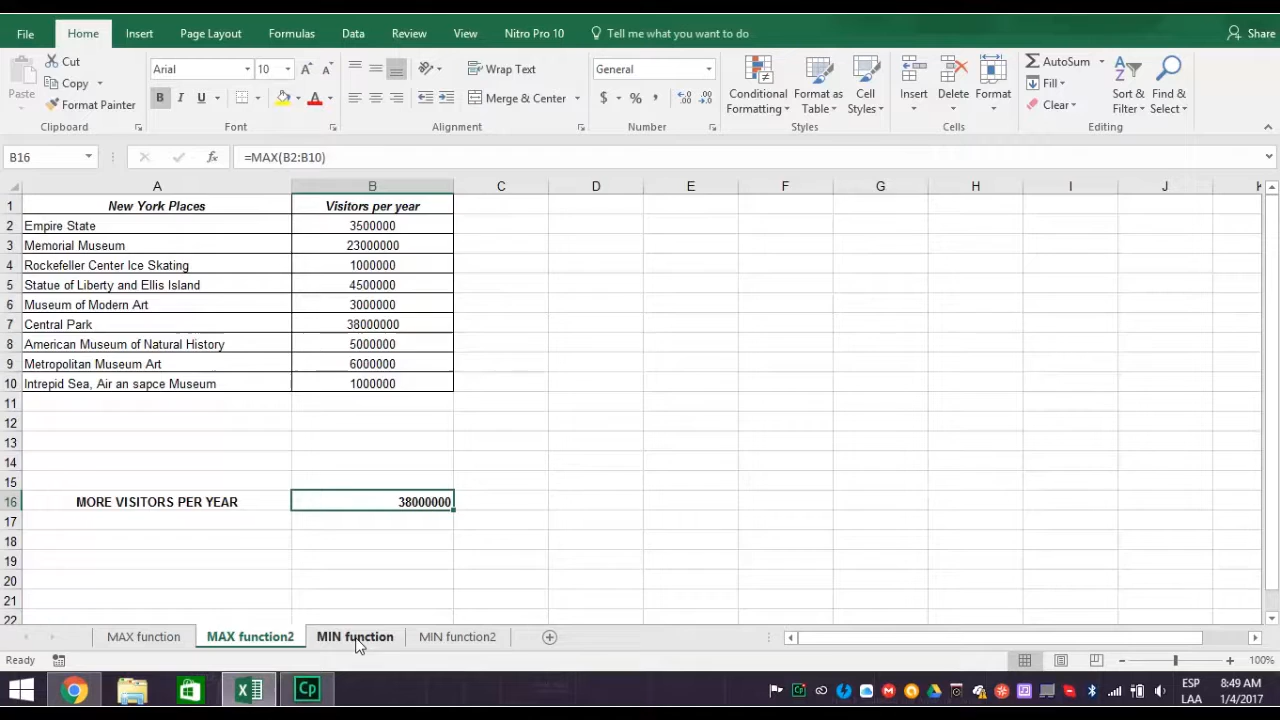 File Home Insert Page Layout Formulas Data Review View Nitro Pro 10 Tell me what you want to do Share
Paste Cut Copy Format Painter
Arial 10 A A B I U A
Wrap Text Merge & Center
General $ % ,
Conditional Formatting Format as Table Cell Styles
Insert Delete Format
AutoSum Fill Clear Sort & Filter Find & Select
Clipboard Font Alignment Number Styles Cells Editing
B16 fx =MAX(B2:B10)
A B C D E F G H I J K
1 New York Places Visitors per year
2 Empire State 3500000
3 Memorial Museum 23000000
4 Rockefeller Center Ice Skating 1000000
5 Statue of Liberty and Ellis Island 4500000
6 Museum of Modern Art 3000000
7 Central Park 38000000
8 American Museum of Natural History 5000000
9 Metropolitan Museum Art 6000000
10 Intrepid Sea, Air an sapce Museum 1000000
11
12
13
14
15
16 MORE VISITORS PER YEAR 38000000
17
18
19
20
21
22
MAX function MAX function2 MIN function MIN function2
Ready 100%
Cp ESP 8:49 AM
LAA 1/4/2017